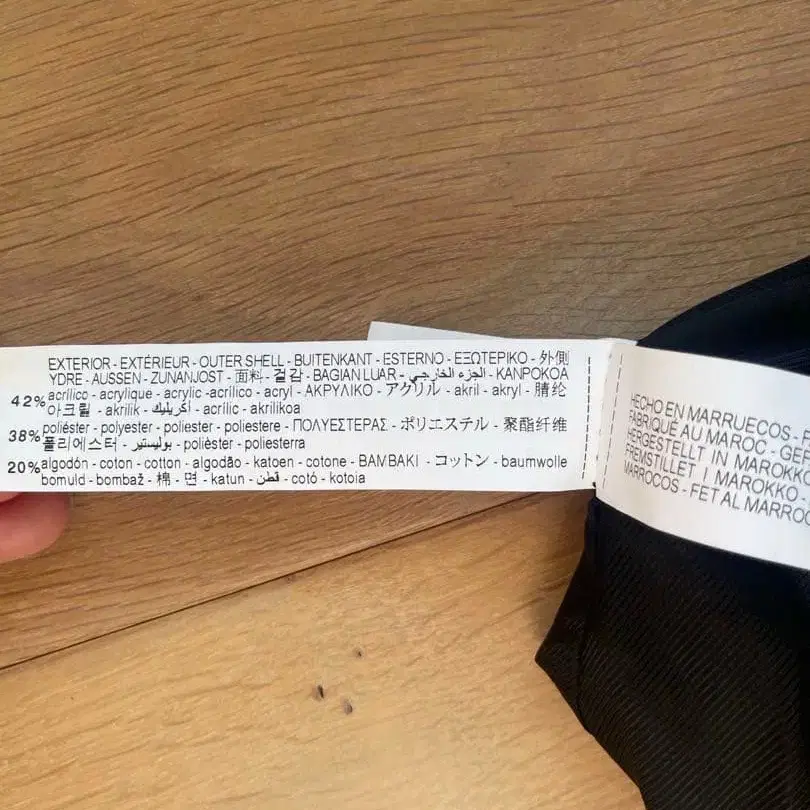 EXTERIOR - EXTÉRIEUR - OUTER SHELL - BUITENKANT - ESTERNO - ΕΞΩΤΕΡΙΚΟ - 外側
YDRE - AUSSEN - ZUNANJOST - 面料 - 겉감 - BAGIAN LUAR - الجزء الخارجي - KANPOKOA
42% acrílico - acrylique - acrylic -acrílico - acryl - ΑΚΡΥΛΙΚΟ - アクリル - akril - akryl - 腈纶
아크릴 - akrilik - أكريليك - acrílic - akrilikoa
38% poliéster - polyester - poliester - poliestere - ΠΟΛΥΕΣΤΕΡΑΣ - ポリエステル - 聚酯纤维
폴리에스터 - بوليستير - polièster - poliesterra
20% algodón - coton - cotton - algodão - katoen - cotone - ΒΑΜΒΑΚΙ - コットン - baumwolle
bomuld - bombaž - 棉 - 면 - katun - قطن - cotó - kotoia
HECHO EN MARRUECOS -
FABRIQUÉ AU MAROC -
HERGESTELLT IN MAROKKO
FREMSTILLET I MAROKKO -
MARROCOS - FET AL MARROC